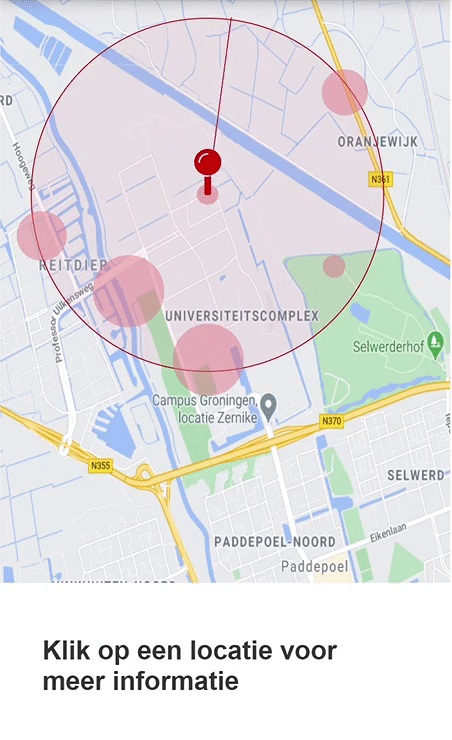 RD
Hoogeweg
ORANJEWIJK
N361
REITDIEP
Professor Uilkensweg
UNIVERSITEITSCOMPLEX
Selwerderhof
Campus Groningen,
locatie Zernike
N370
N355
SELWERD
PADDEPOEL-NOORD
Eikenlaan
Paddepoel
Klik op een locatie voor
meer informatie